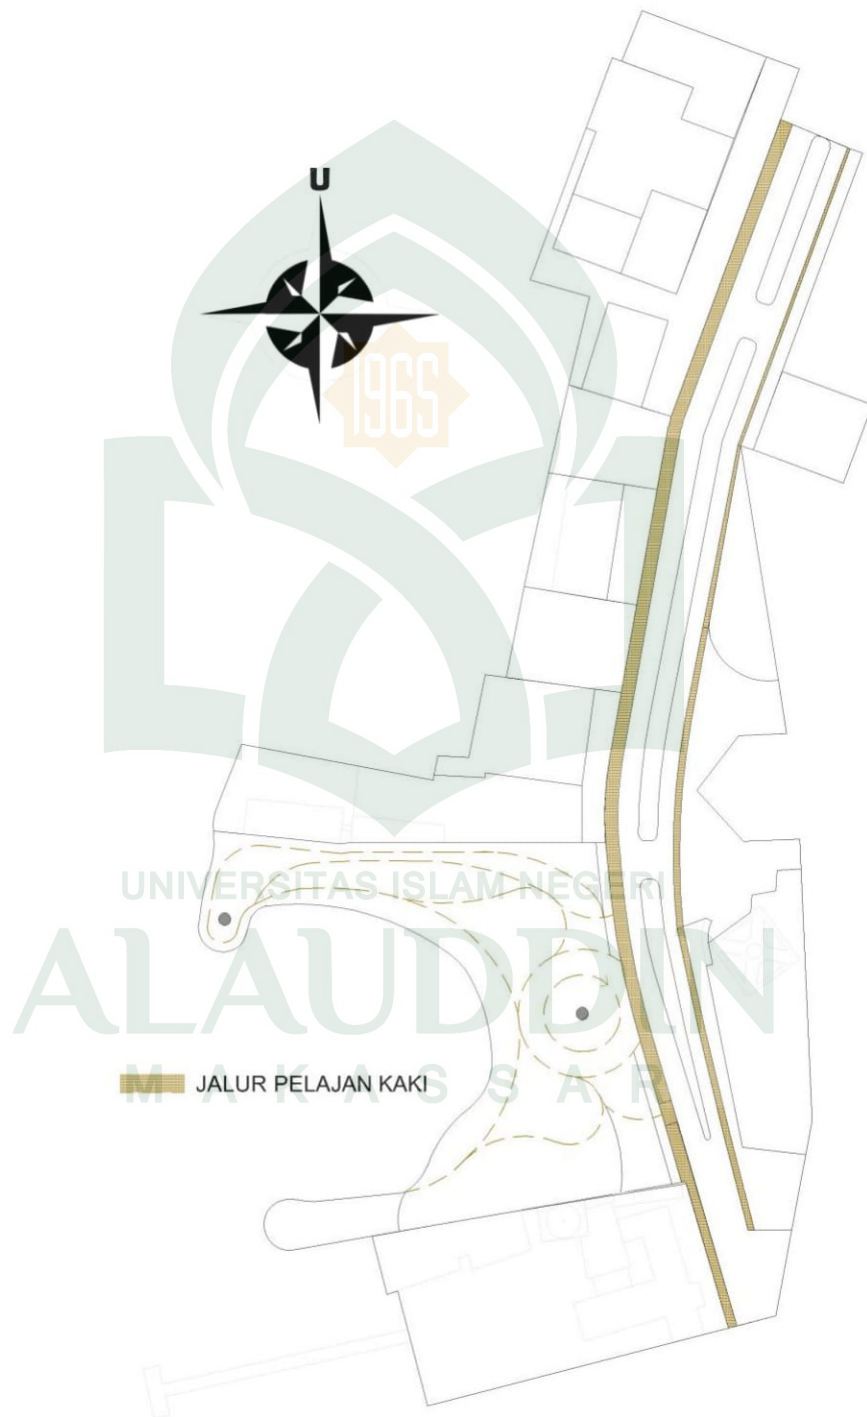 U
1965
UNIVERSITAS ISLAM NEGERI
ALAUDDIN
JALUR PELAJAN KAKI
M A K A S S A R